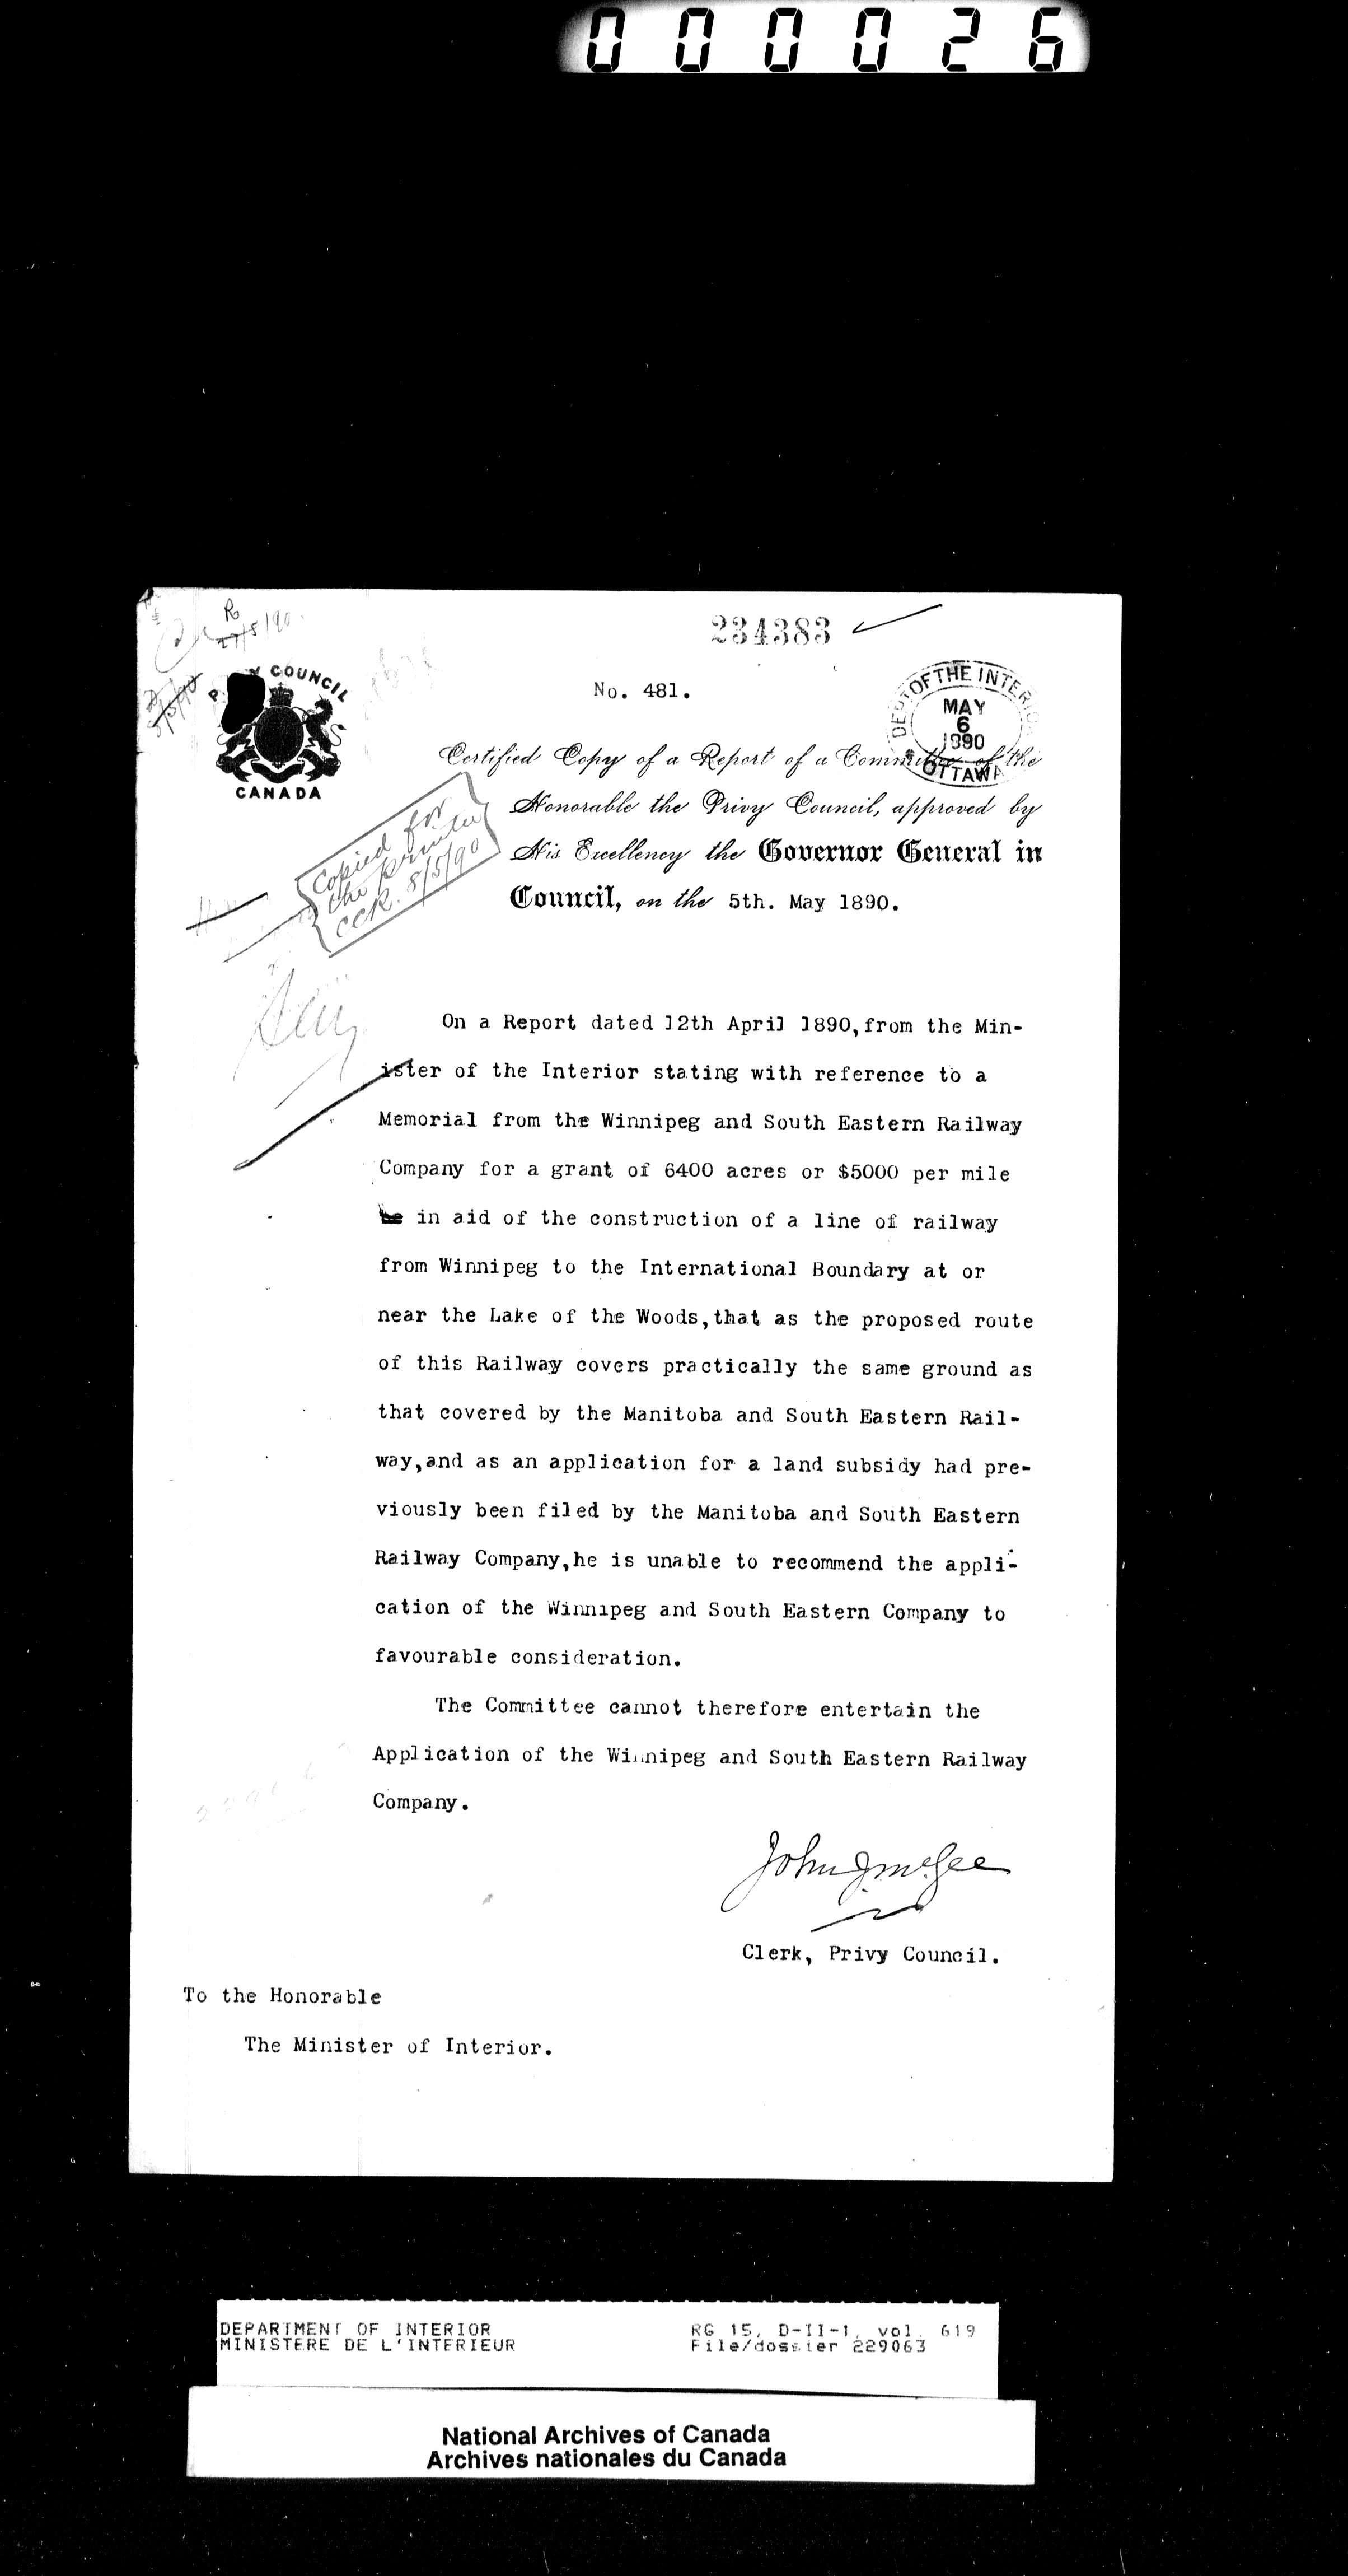 000026
R
27/5/90.
234383
COUNCIL
CANADA
No. 481.
DEPT OF THE INTERIOR
MAY
6
1890
OTTAWA
Certified Copy of a Report of a Committee of the
Honorable the Privy Council, approved by
His Excellency the Governor General in
Council, on the 5th. May 1890.
Copied for
the printer
CCR. 8/5/90
On a Report dated 12th April 1890,from the Min-
ister of the Interior stating with reference to a
Memorial from the Winnipeg and South Eastern Railway
Company for a grant of 6400 acres or $5000 per mile
in aid of the construction of a line of railway
from Winnipeg to the International Boundary at or
near the Lake of the Woods,that as the proposed route
of this Railway covers practically the same ground as
that covered by the Manitoba and South Eastern Rail-
way,and as an application for a land subsidy had pre-
viously been filed by the Manitoba and South Eastern
Railway Company,he is unable to recommend the appli-
cation of the Winnipeg and South Eastern Company to
favourable consideration.
The Committee cannot therefore entertain the
Application of the Winnipeg and South Eastern Railway
Company.
John J. McGee
Clerk, Privy Council.
To the Honorable
The Minister of Interior.
DEPARTMENT OF INTERIOR
MINISTERE DE L'INTERIEUR
RG 15, D-II-1, vol. 619
File/dossier 229063
National Archives of Canada
Archives nationales du Canada